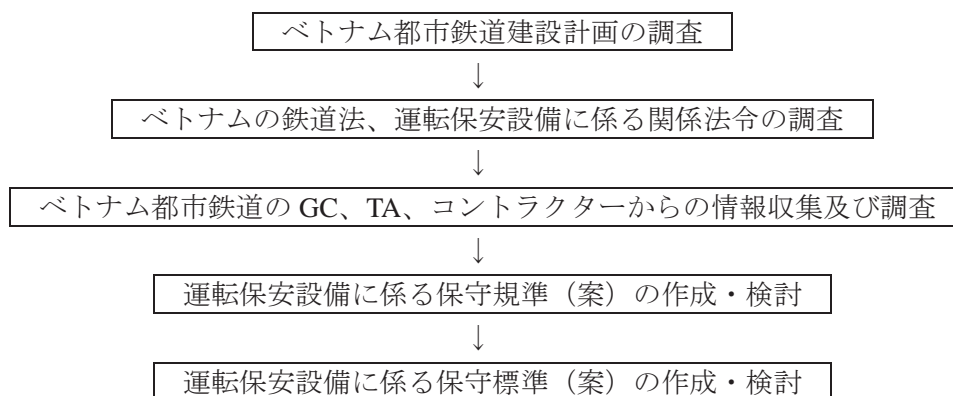 ベトナム都市鉄道建設計画の調査
↓
ベトナムの鉄道法、運転保安設備に係る関係法令の調査
↓
ベトナム都市鉄道の GC、TA、コントラクターからの情報収集及び調査
↓
運転保安設備に係る保守規準（案）の作成・検討
↓
運転保安設備に係る保守標準（案）の作成・検討